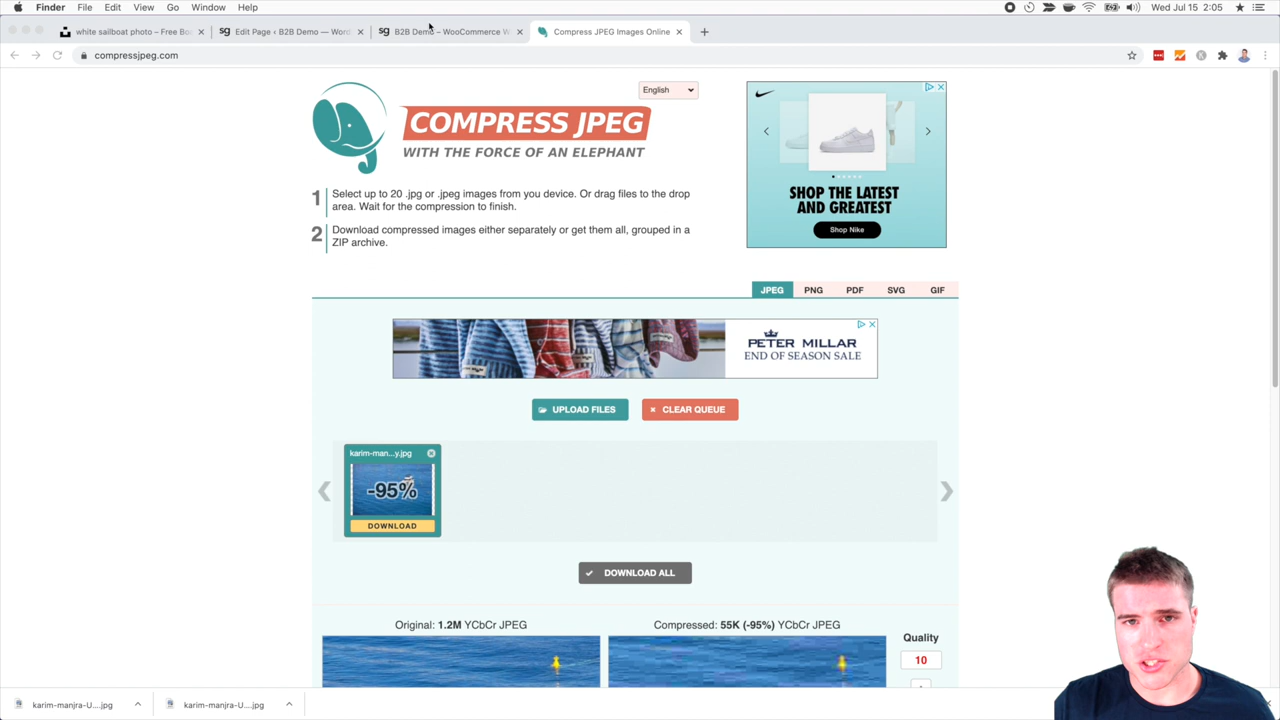 Finder File Edit View Go Window Help
Wed Jul 15 2:05
white sailboat photo – Free Bo
Edit Page ‹ B2B Demo — Word
B2B Demo – WooCommerce W
Compress JPEG Images Online
compressjpeg.com
English
COMPRESS JPEG
WITH THE FORCE OF AN ELEPHANT
1 Select up to 20 .jpg or .jpeg images from you device. Or drag files to the drop
area. Wait for the compression to finish.
2 Download compressed images either separately or get them all, grouped in a
ZIP archive.
SHOP THE LATEST
AND GREATEST
Shop Nike
JPEG PNG PDF SVG GIF
PETER MILLAR
END OF SEASON SALE
UPLOAD FILES
CLEAR QUEUE
karim-man...y.jpg
-95%
DOWNLOAD
DOWNLOAD ALL
Original: 1.2M YCbCr JPEG
Compressed: 55K (-95%) YCbCr JPEG
Quality
10
karim-manjra-U....jpg
karim-manjra-U....jpg